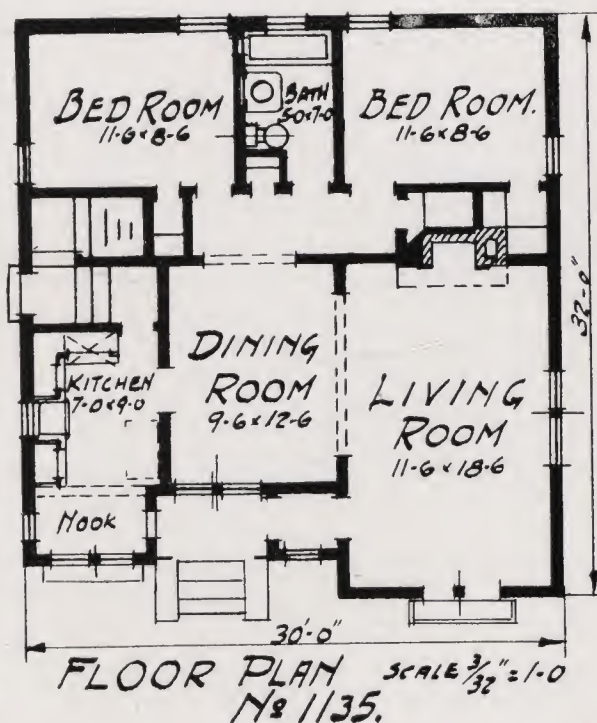 BED ROOM
11-6 x 8-6
BATH
5-0x7-0
BED ROOM.
11-6 x 8-6
32'-0"
DINING
ROOM
9-6 x 12-6
KITCHEN
7-0 x 9-0
LIVING
ROOM
11-6 x 18-6
Nook
30'-0"
FLOOR PLAN
SCALE 3/32" = 1-0
No 1135.